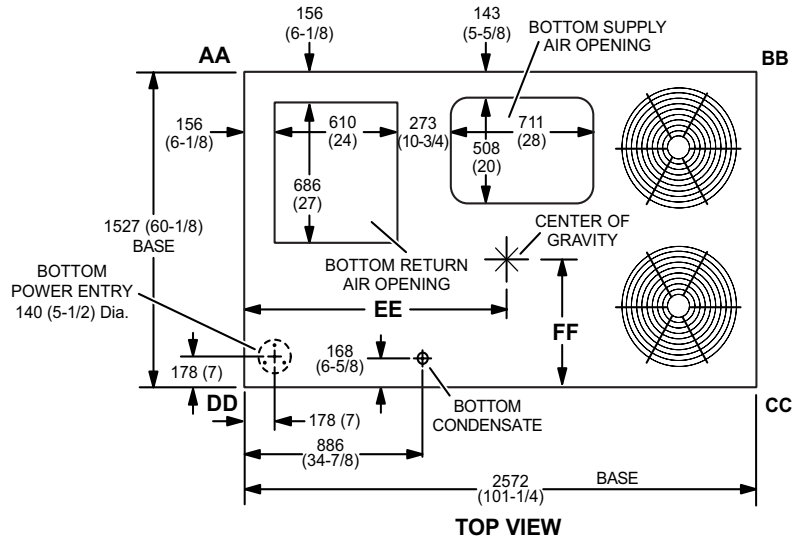 156
(6-1/8)
143
(5-5/8)
BOTTOM SUPPLY
AIR OPENING
AA
BB
156
(6-1/8)
610
(24)
273
(10-3/4)
711
(28)
508
(20)
686
(27)
1527 (60-1/8)
BASE
CENTER OF
GRAVITY
BOTTOM RETURN
AIR OPENING
BOTTOM
POWER ENTRY
140 (5-1/2) Dia.
EE
FF
168
(6-5/8)
178 (7)
DD
CC
178 (7)
BOTTOM
CONDENSATE
886
(34-7/8)
2572
(101-1/4)
BASE
TOP VIEW